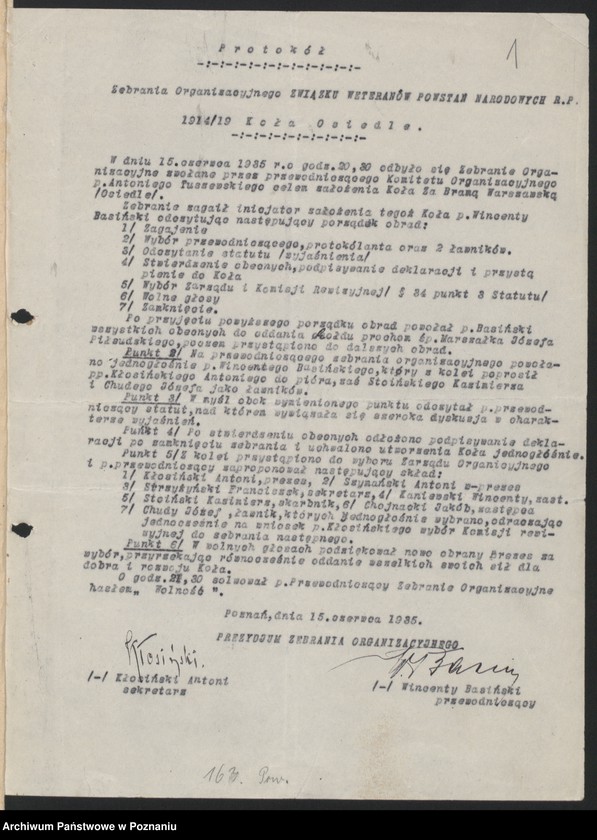 1
Protokół
-:-:-:-:-:-:-:-:-:-:-
Zebrania Organizacyjnego ZWIĄZKU WETERANÓW POWSTAŃ NARODOWYCH R.P.
1914/19 Koła Osiedle.
-:-:-:-:-:-:-:-:-:-
W dniu 15.czerwca 1935 r.o godz.20,30 odbyło się Zebranie Orga-
nizacyjne zwołane przez przewodniczącego Komitetu Organizacyjnego
p.Antoniego Tuszewskiego celem założenia Koła Za Bramą Warszawską
/Osiedle/.
Zebranie zagaił inicjator założenia tegoż Koła p.Wincenty
Basiński odczytując następujący porządek obrad:
1/ Zagajenie
2/ Wybór przewodniczącego,protokólanta oraz 2 ławników.
3/ Odczytanie statutu /wyjaśnienia/
4/ Stwierdzenie obecnych,podpisywanie deklaracji i przystą
pienie do Koła
5/ Wybór Zarządu i Komisji Rewizyjnej/ § 34 punkt 3 Statutu/
6/ Wolne głosy
7/ Zamknięcie.
Po przyjęciu powyższego porządku obrad powołał p.Basiński
wszystkich obecnych do oddania hołdu prochom śp.Marszałka Józefa
Piłsudskiego,poczem przystąpiono do dalszych obrad.
Punkt 2/ Na przewodniczącego zebrania organizacyjnego powoła-
no jednogłośnie p.Wincentego Basińskiego,który z kolei poprosił
pp.Kłosińskiego Antoniego do pióra,zaś Stoińskiego Kazimierza
i Chudego Józefa jako ławników.
Punkt 3/ W myśl obok wymienionego punktu odczytał p.przewod-
niczący statut,nad którem wywiązała się szeroka dyskusja w charak-
terze wyjaśnień.
Punkt 4/ Po stwierdzeniu obecnych odłożono podpisywanie dekla-
racji po zamknięciu zebrania i uchwalono utworzenia Koła jednogłośnie.
Punkt 5/Z kolei przystąpiono do wyboru Zarządu Organicyjnego
i p.przewodniczący zaproponował następujący skład:
1/ Kłosiński Antoni,prezes, 2/ Szymański Antoni w-prezes
3/ Strzyżyński Franciszek,sekretarz,4/ Kaniewski Wincenty,zast.
5/ Stoiński Kazimierz,skarbnik,6/ Chojnacki Jakób,zastępca
7/ Chudy Józef ,ławnik,których jednogłośnie wybrano,odraczając
jednocześnie na wniosek p.Kłosińskiego wybór Komisji rewi-
zyjnej do zebrania następnego.
Punkt 6/ W wolnych głosach podziękował nowo obrany Prezes za
wybór,przyrzekając równocześnie oddanie wszelkich swoich sił dla
dobra i rozwoju Koła.
O godz.21,30 solwował p.Przewodniczący Zebranie Organizacyjne
hasłem„ Wolność ".
Poznań,dnia 15.czerwca 1935.
PREZYDJUM ZEBRANIA ORGANIZACYJNEGO
Kłosiński.
/-/ Kłosiński Antoni
sekretarz
W. Basiń
/-/ Wincenty Basiński
przewodniczący
1630. Pow.
Archiwum Państwowe w Poznaniu